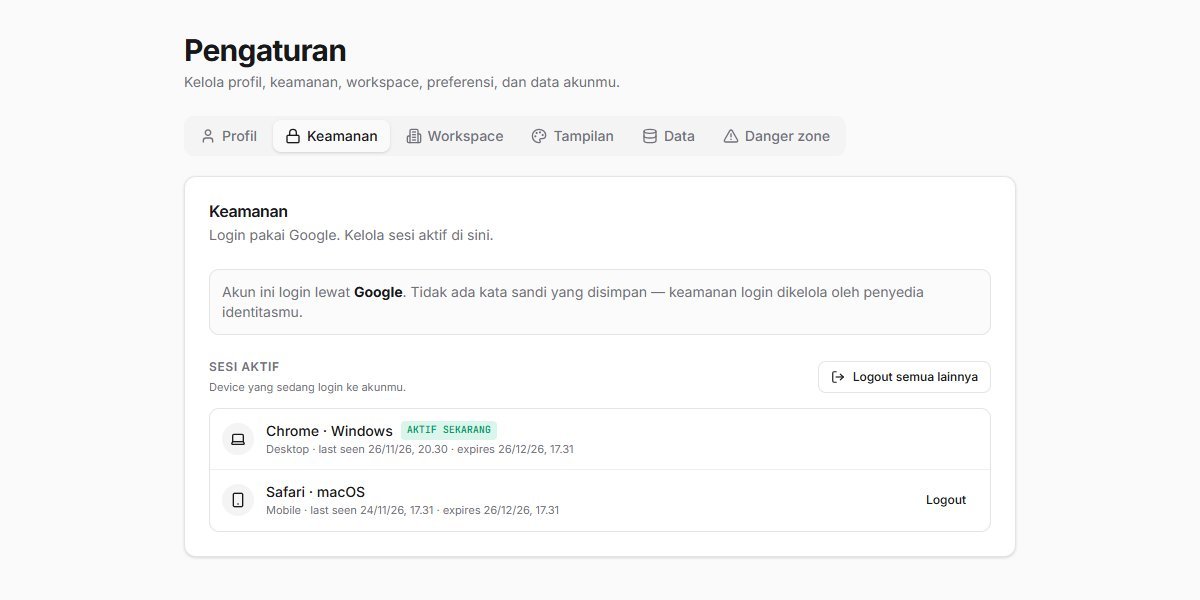 Pengaturan
Kelola profil, keamanan, workspace, preferensi, dan data akunmu.
Profil
Keamanan
Workspace
Tampilan
Data
Danger zone
Keamanan
Login pakai Google. Kelola sesi aktif di sini.
Akun ini login lewat Google. Tidak ada kata sandi yang disimpan — keamanan login dikelola oleh penyedia
identitasmu.
SESI AKTIF
Device yang sedang login ke akunmu.
Logout semua lainnya
Chrome · Windows AKTIF SEKARANG
Desktop · last seen 26/11/26, 20.30 · expires 26/12/26, 17.31
Safari · macOS
Mobile · last seen 24/11/26, 17.31 · expires 26/12/26, 17.31
Logout